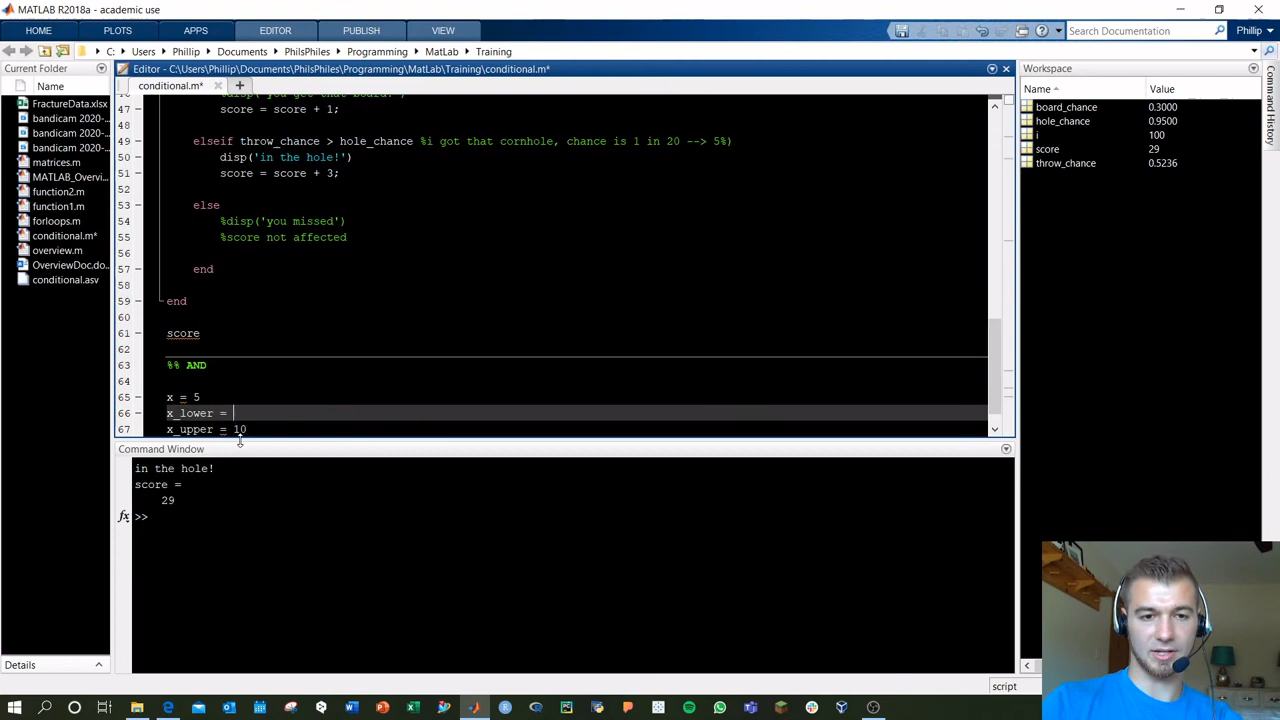 MATLAB R2018a - academic use
HOME PLOTS APPS EDITOR PUBLISH VIEW Search Documentation Phillip
C: Users Phillip Documents PhilsPhiles Programming MatLab Training
Current Folder
Name
FractureData.xlsx
bandicam 2020-
bandicam 2020-
bandicam 2020-
matrices.m
MATLAB_Overvi...
function2.m
function1.m
forloops.m
conditional.m*
overview.m
OverviewDoc.do...
conditional.asv
Details
Editor - C:\Users\Phillip\Documents\PhilsPhiles\Programming\MatLab\Training\conditional.m*
conditional.m* +
47 score = score + 1;
48
49 elseif throw_chance > hole_chance %i got that cornhole, chance is 1 in 20 --> 5%)
50 disp('in the hole!')
51 score = score + 3;
52
53 else
54 %disp('you missed')
55 %score not affected
56
57 end
58
59 end
60
61 score
62
63 %% AND
64
65 x = 5
66 x_lower =
67 x_upper = 10
Command Window
in the hole!
score =
29
fx >>
Workspace
Name Value
board_chance 0.3000
hole_chance 0.9500
i 100
score 29
throw_chance 0.5236
Command History
script